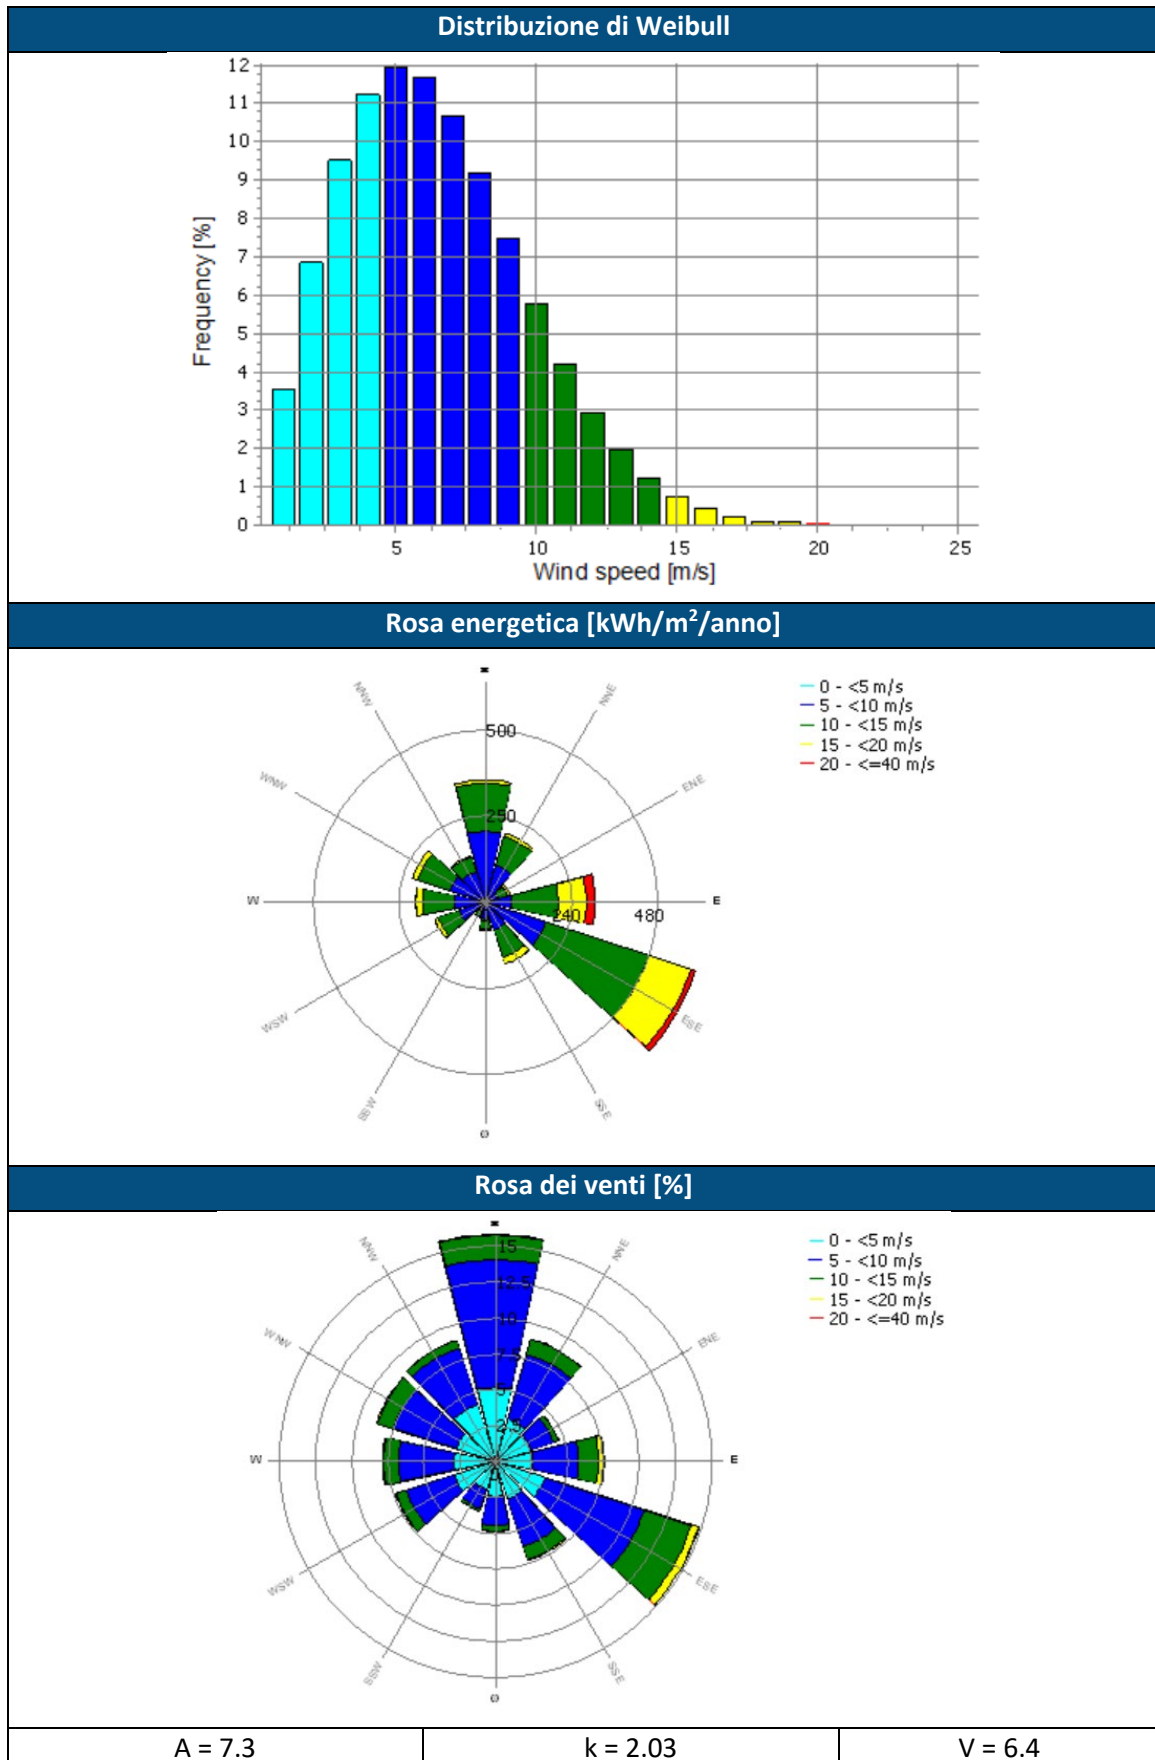 Distribuzione di Weibull
12
11
10
9
8
7
6
5
4
3
2
1
0
Frequency [%]
5 10 15 20 25
Wind speed [m/s]
Rosa energetica [kWh/m²/anno]
NNW NNE
WNW ENE
W E
WSW ESE
SSW SSE
500
250
240 480
0 - <5 m/s
5 - <10 m/s
10 - <15 m/s
15 - <20 m/s
20 - <=40 m/s
Rosa dei venti [%]
NNW NNE
WNW ENE
W E
WSW ESE
SSW SSE
15
12.5
10
7.5
5
2.5
0 - <5 m/s
5 - <10 m/s
10 - <15 m/s
15 - <20 m/s
20 - <=40 m/s
A = 7.3 k = 2.03 V = 6.4